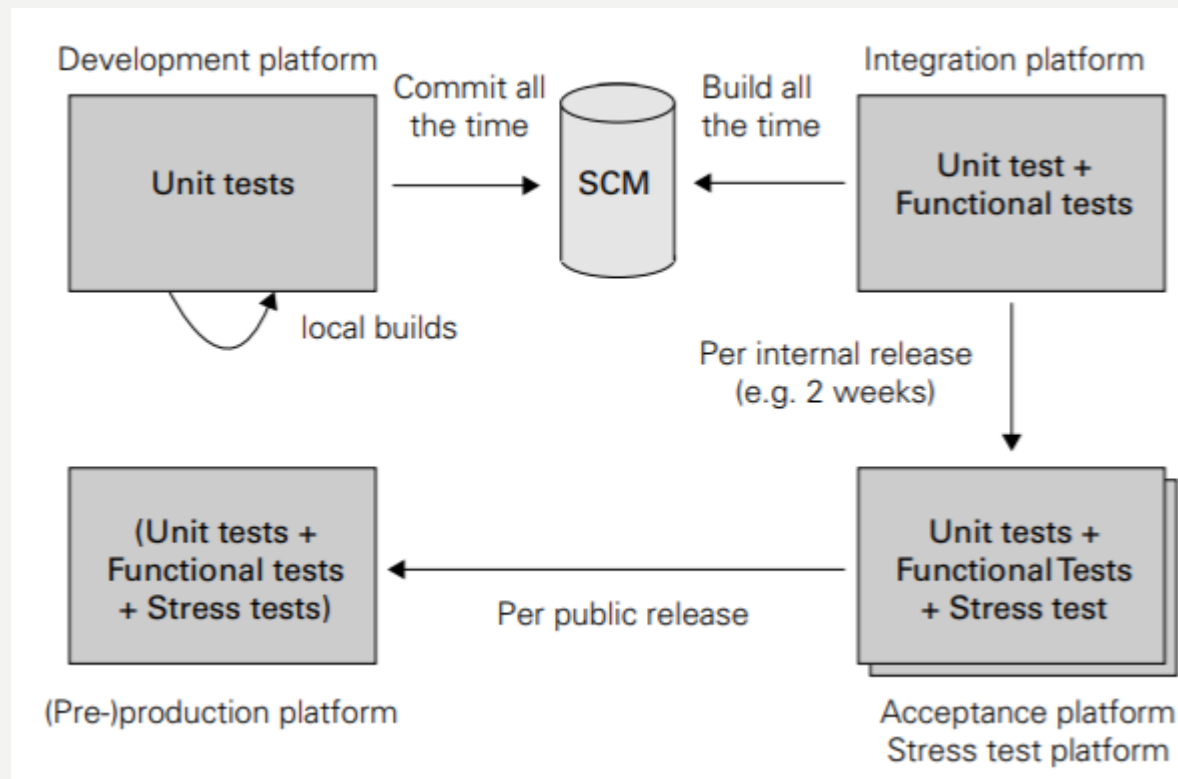 Development platform
Unit tests
local builds
Commit all
the time
SCM
Build all
the time
Integration platform
Unit test +
Functional tests
Per internal release
(e.g. 2 weeks)
Unit tests +
Functional Tests
+ Stress test
Acceptance platform
Stress test platform
Per public release
(Unit tests +
Functional tests
+ Stress tests)
(Pre-)production platform